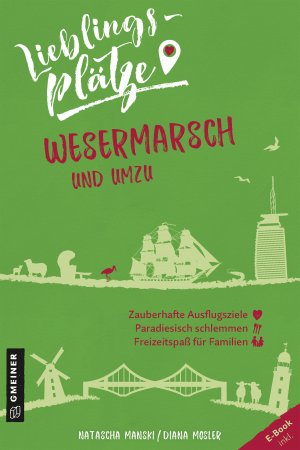 Lieblings-
plätze
WESERMARSCH
UND UMZU
Zauberhafte Ausflugsziele
Paradiesisch schlemmen
Freizeitspaß für Familien
E-Book
inkl.
GMEINER
NATASCHA MANSKI / DIANA MOSLER